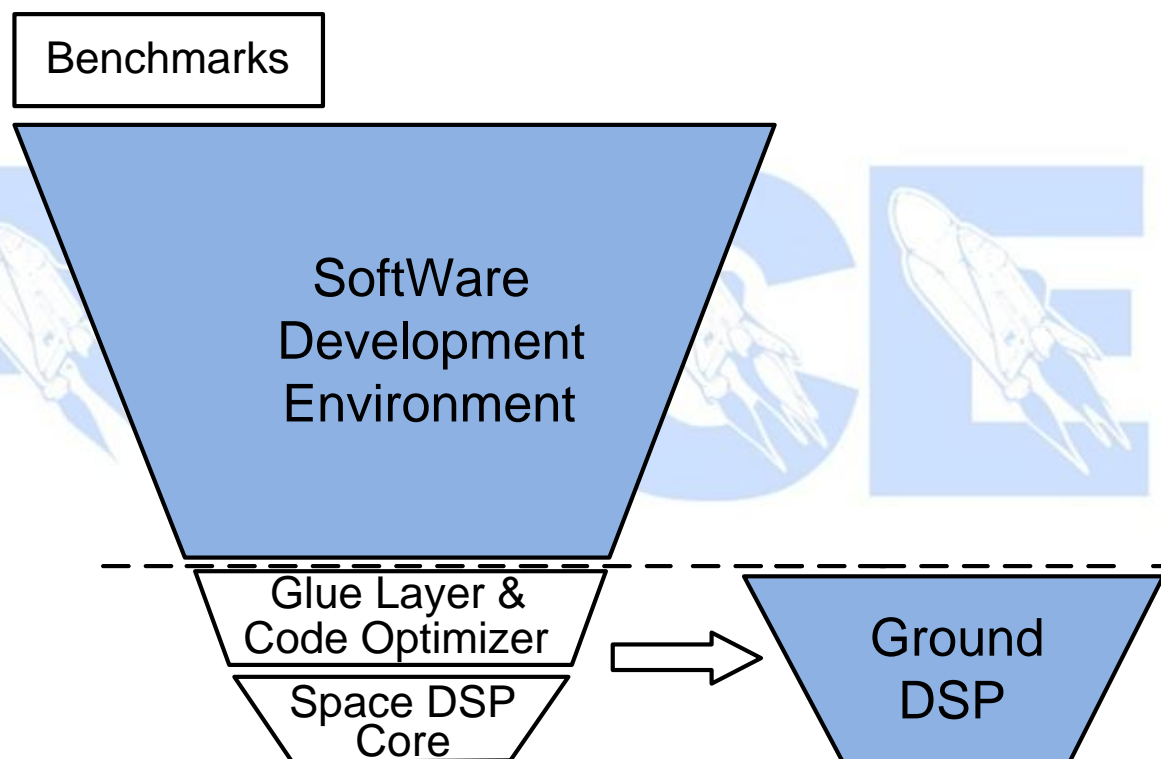 Benchmarks
SoftWare
Development
Environment
Glue Layer &
Code Optimizer
Space DSP
Core
Ground
DSP